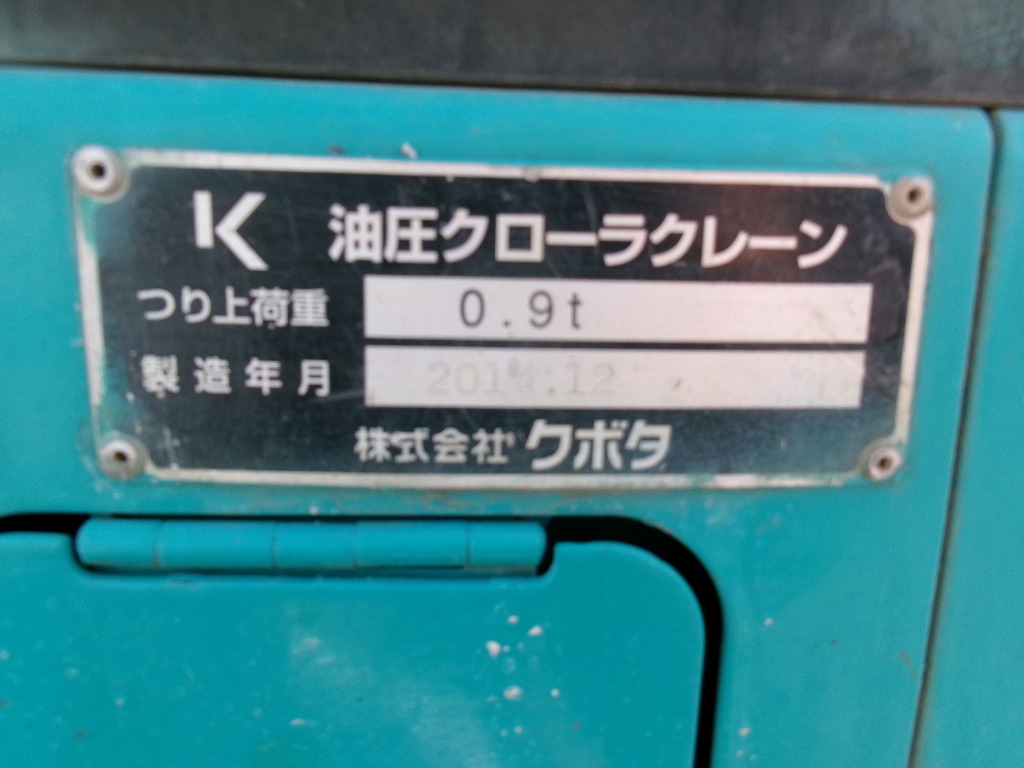 K 油圧クローラクレーン
つり上荷重 0.9t
製造年月 2014.12
株式会社クボタ